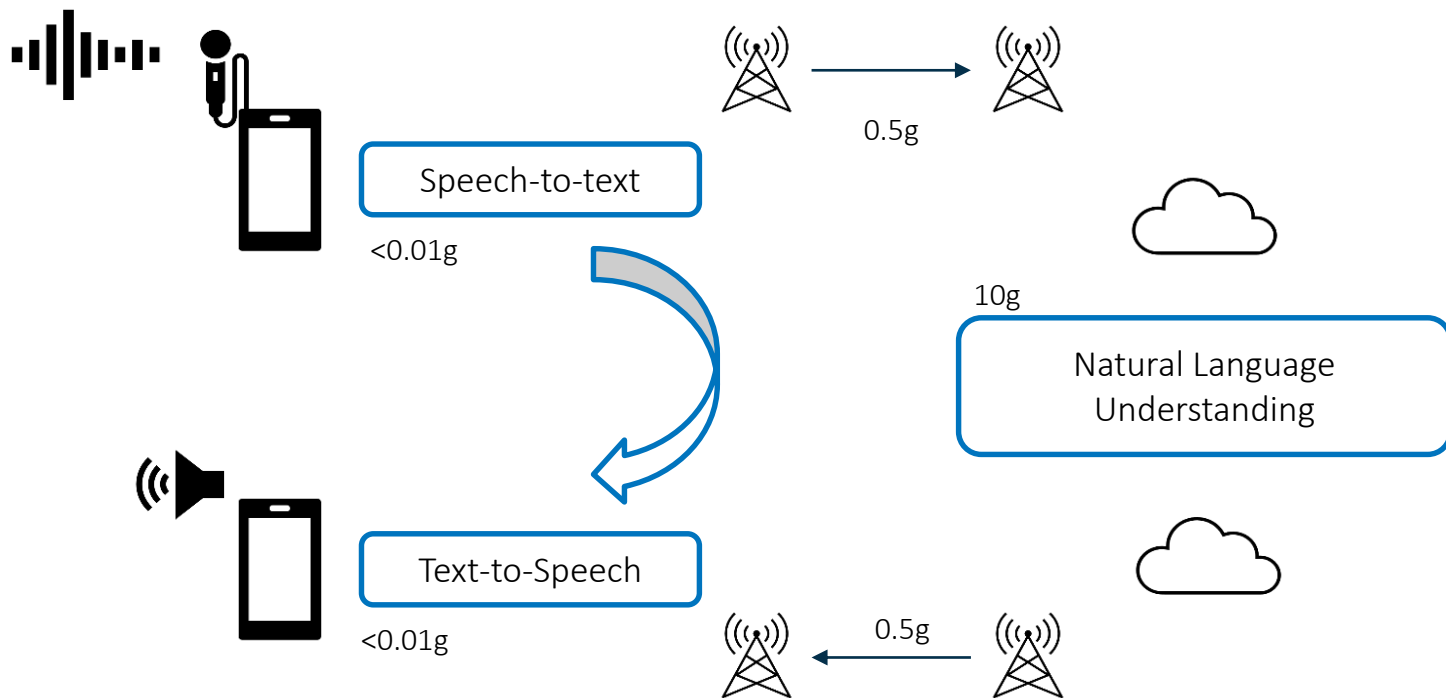 0.5g
Speech-to-text
<0.01g
10g
Natural Language
Understanding
Text-to-Speech
<0.01g
0.5g